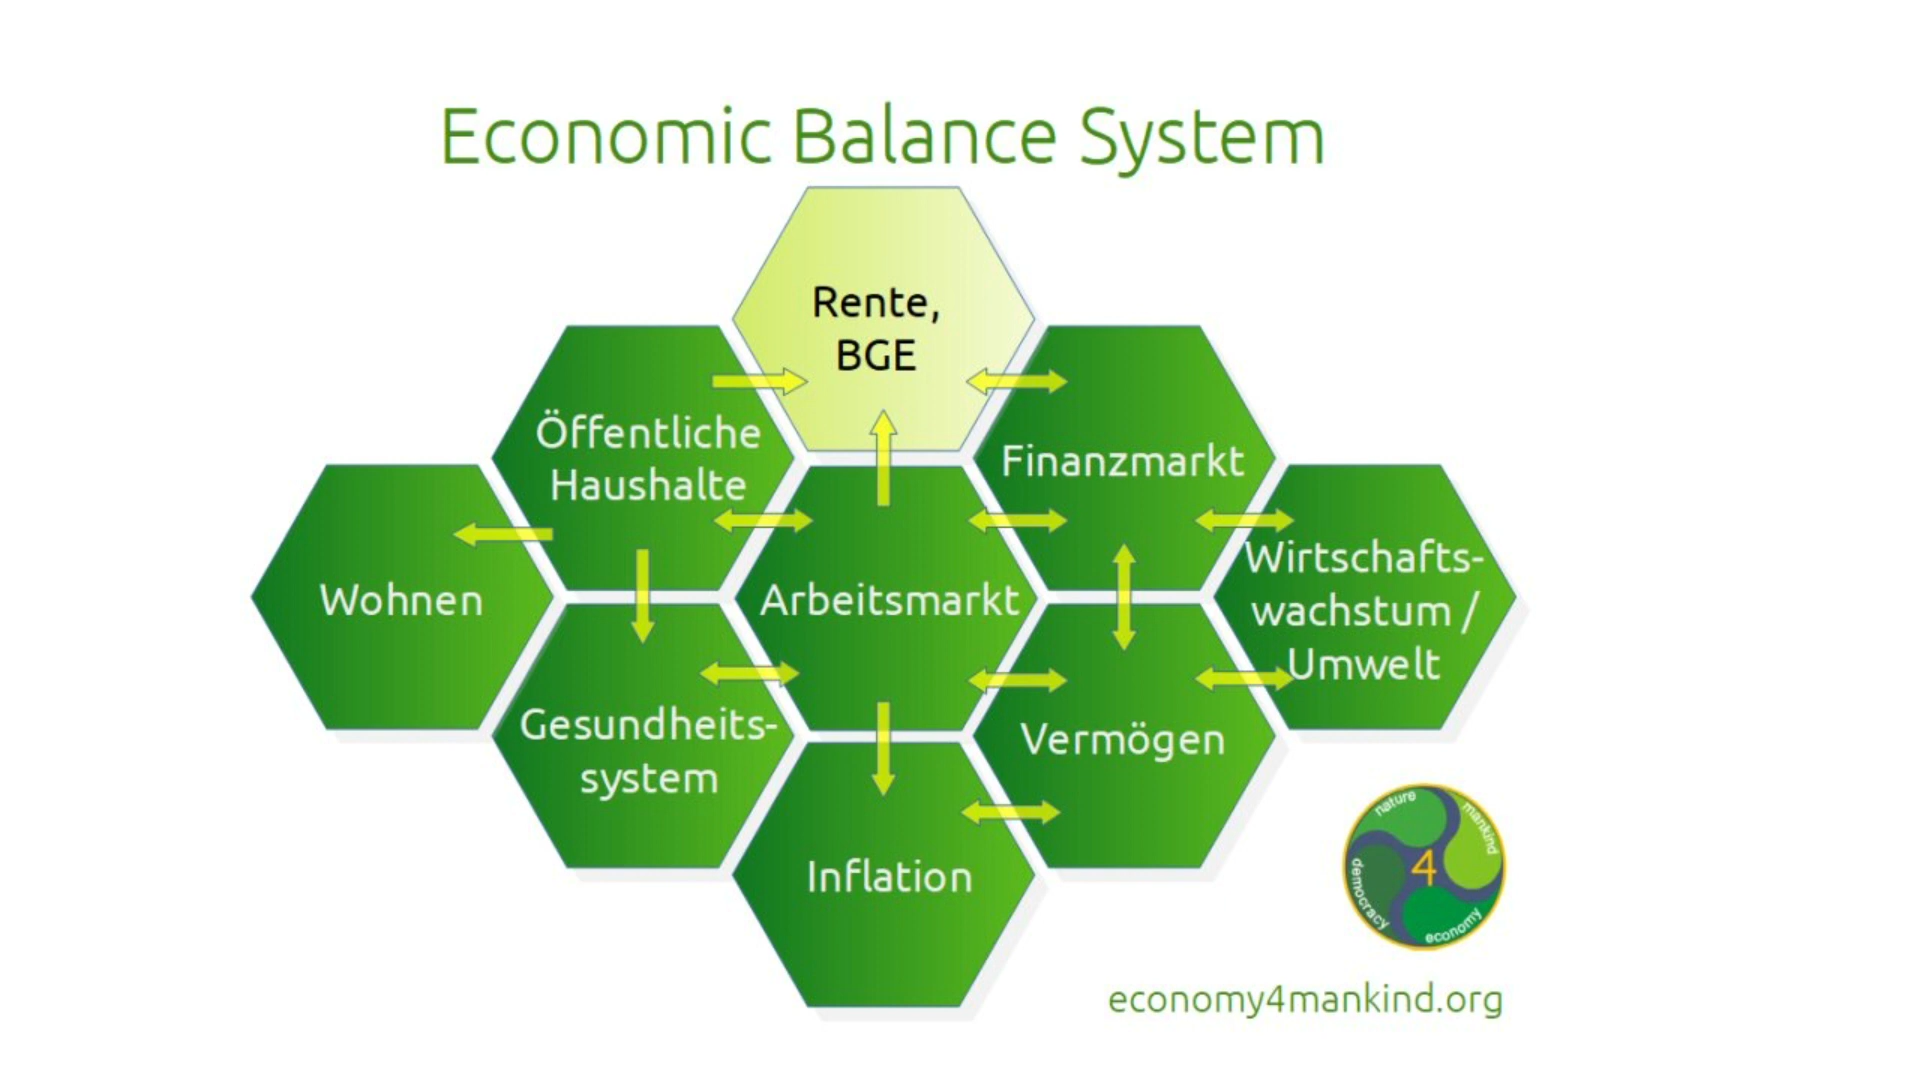 Economic Balance System
Rente,
BGE
Öffentliche
Haushalte
Finanzmarkt
Wohnen
Arbeitsmarkt
Wirtschafts-
wachstum /
Umwelt
Gesundheits-
system
Vermögen
Inflation
nature
mankind
4
democracy
economy
economy4mankind.org